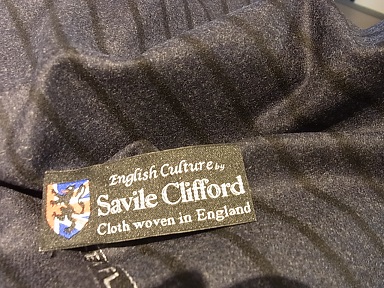 English Culture by
Savile Clifford
Cloth woven in England